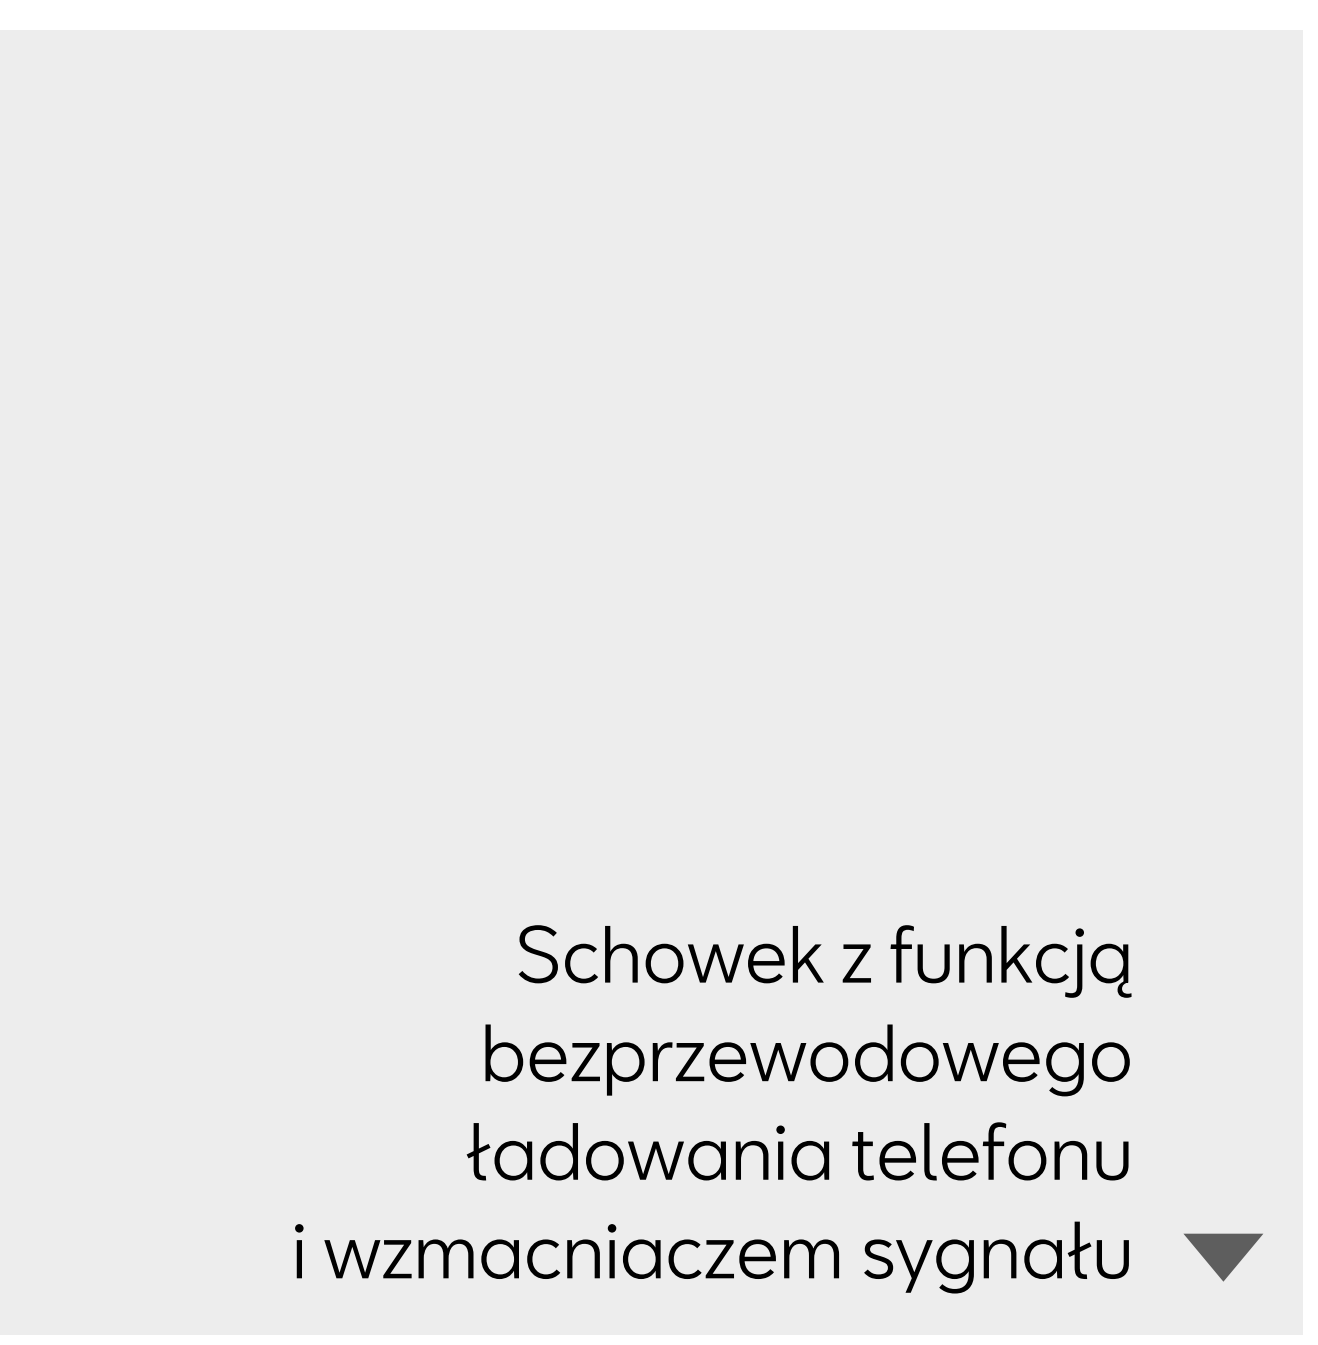 Schowek z funkcją
bezprzewodowego
ładowania telefonu
i wzmacniaczem sygnału